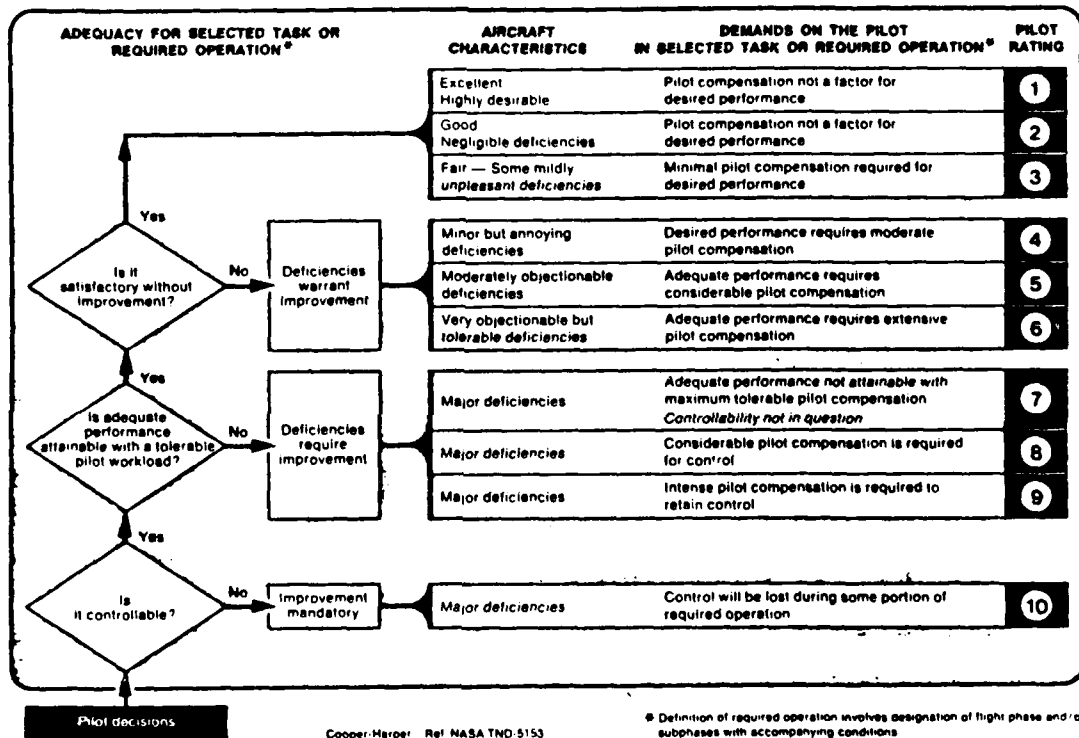 ADEQUACY FOR SELECTED TASK OR
REQUIRED OPERATION*
AIRCRAFT
CHARACTERISTICS
DEMANDS ON THE PILOT
IN SELECTED TASK OR REQUIRED OPERATION*
PILOT
RATING
Excellent
Highly desirable
Pilot compensation not a factor for
desired performance
1
Good
Negligible deficiencies
Pilot compensation not a factor for
desired performance
2
Fair — Some mildly
unpleasant deficiencies
Minimal pilot compensation required for
desired performance
3
Yes
Is it
satisfactory without
improvement?
No
Deficiencies
warrant
improvement
Minor but annoying
deficiencies
Desired performance requires moderate
pilot compensation
4
Moderately objectionable
deficiencies
Adequate performance requires
considerable pilot compensation
5
Very objectionable but
tolerable deficiencies
Adequate performance requires extensive
pilot compensation
6
Yes
Is adequate
performance
attainable with a tolerable
pilot workload?
No
Deficiencies
require
improvement
Major deficiencies
Adequate performance not attainable with
maximum tolerable pilot compensation
Controllability not in question
7
Major deficiencies
Considerable pilot compensation is required
for control
8
Major deficiencies
Intense pilot compensation is required to
retain control
9
Yes
Is
it controllable?
No
Improvement
mandatory
Major deficiencies
Control will be lost during some portion of
required operation
10
Pilot decisions
Cooper-Harper Ref NASA TND-5153
* Definition of required operation involves designation of flight phase and/o
subphases with accompanying conditions